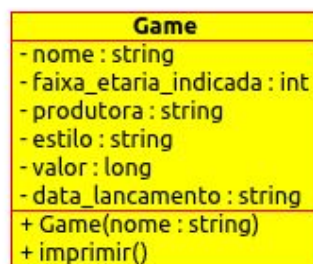 Game
- nome : string
- faixa_etaria_indicada : int
- produtora : string
- estilo : string
- valor : long
- data_lancamento : string
+ Game(nome : string)
+ imprimir()